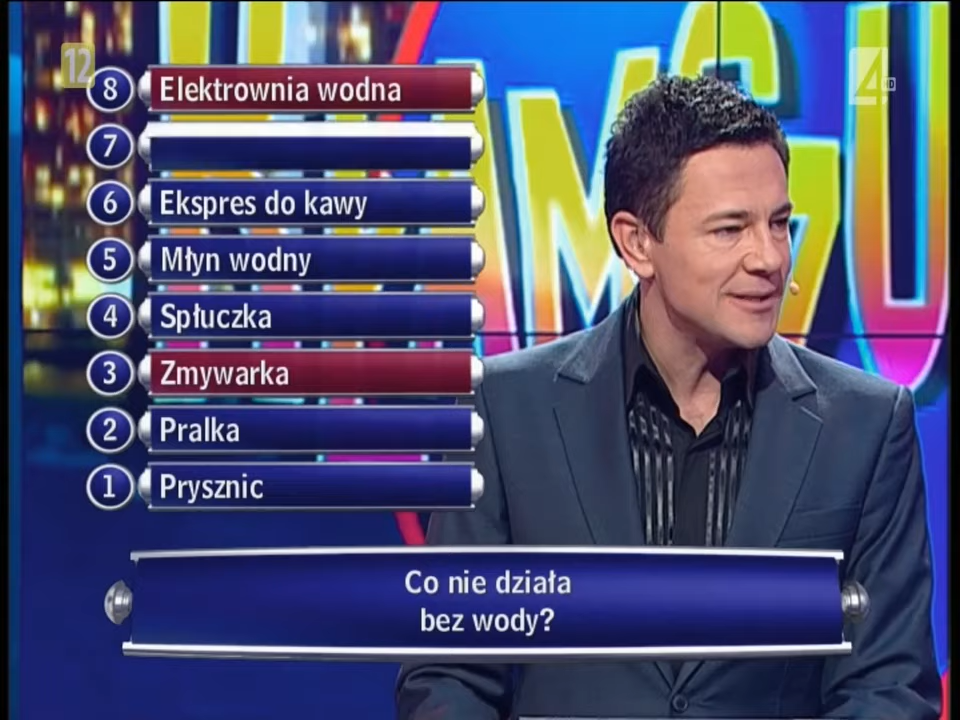 12
4 HD
8 Elektrownia wodna
7
6 Ekspres do kawy
5 Młyn wodny
4 Spłuczka
3 Zmywarka
2 Pralka
1 Prysznic
Co nie działa
bez wody?